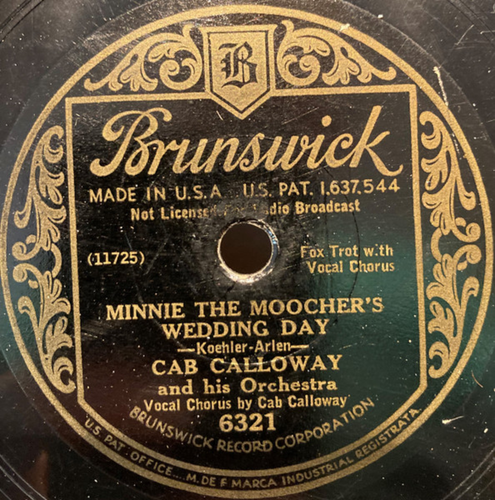 B
Brunswick
MADE IN U.S.A. U.S. PAT. 1.637.544
Not Licensed Radio Broadcast
(11725)
Fox Trot with
Vocal Chorus
MINNIE THE MOOCHER'S
WEDDING DAY
—Koehler-Arlen—
CAB CALLOWAY
and his Orchestra
Vocal Chorus by Cab Calloway
6321
BRUNSWICK RECORD CORPORATION
U.S. PAT. OFFICE.... M. DE F MARCA INDUSTRIAL REGISTRATA.